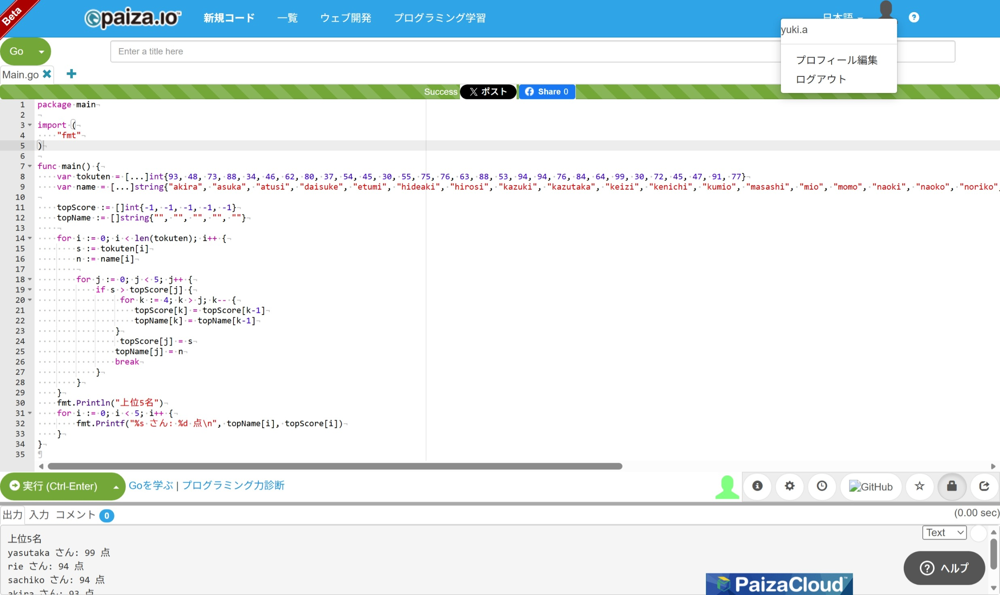 Beta
paiza.IO™ 新規コード 一覧 ウェブ開発 プログラミング学習 日本語
yuki.a
プロフィール編集
ログアウト
Go
Enter a title here
Main.go
Success ポスト Share 0
1 package main
2
3 import (
4 "fmt"
5 )
6
7 func main() {
8 var tokuten = [...]int{93, 48, 73, 88, 34, 46, 62, 80, 37, 54, 45, 30, 55, 75, 76, 63, 88, 53, 94, 94, 76, 84, 64, 99, 30, 72, 45, 47, 91, 77}
9 var name = [...]string{"akira", "asuka", "atusi", "daisuke", "etumi", "hideaki", "hirosi", "kazuki", "kazutaka", "keizi", "kenichi", "kumio", "masashi", "mio", "momo", "naoki", "naoko", "noriko",
10
11 topScore := []int{-1, -1, -1, -1, -1}
12 topName := []string{"", "", "", "", ""}
13
14 for i := 0; i < len(tokuten); i++ {
15 s := tokuten[i]
16 n := name[i]
17
18 for j := 0; j < 5; j++ {
19 if s > topScore[j] {
20 for k := 4; k > j; k-- {
21 topScore[k] = topScore[k-1]
22 topName[k] = topName[k-1]
23 }
24 topScore[j] = s
25 topName[j] = n
26 break
27 }
28 }
29 }
30 fmt.Println("上位5名")
31 for i := 0; i < 5; i++ {
32 fmt.Printf("%s さん: %d 点\n", topName[i], topScore[i])
33 }
34 }
35
実行 (Ctrl-Enter) Goを学ぶ | プログラミング力診断 GitHub
出力 入力 コメント 0 (0.00 sec)
Text
上位5名
yasutaka さん: 99 点
rie さん: 94 点
sachiko さん: 94 点
akira さん: 93 点
ヘルプ
PaizaCloud™